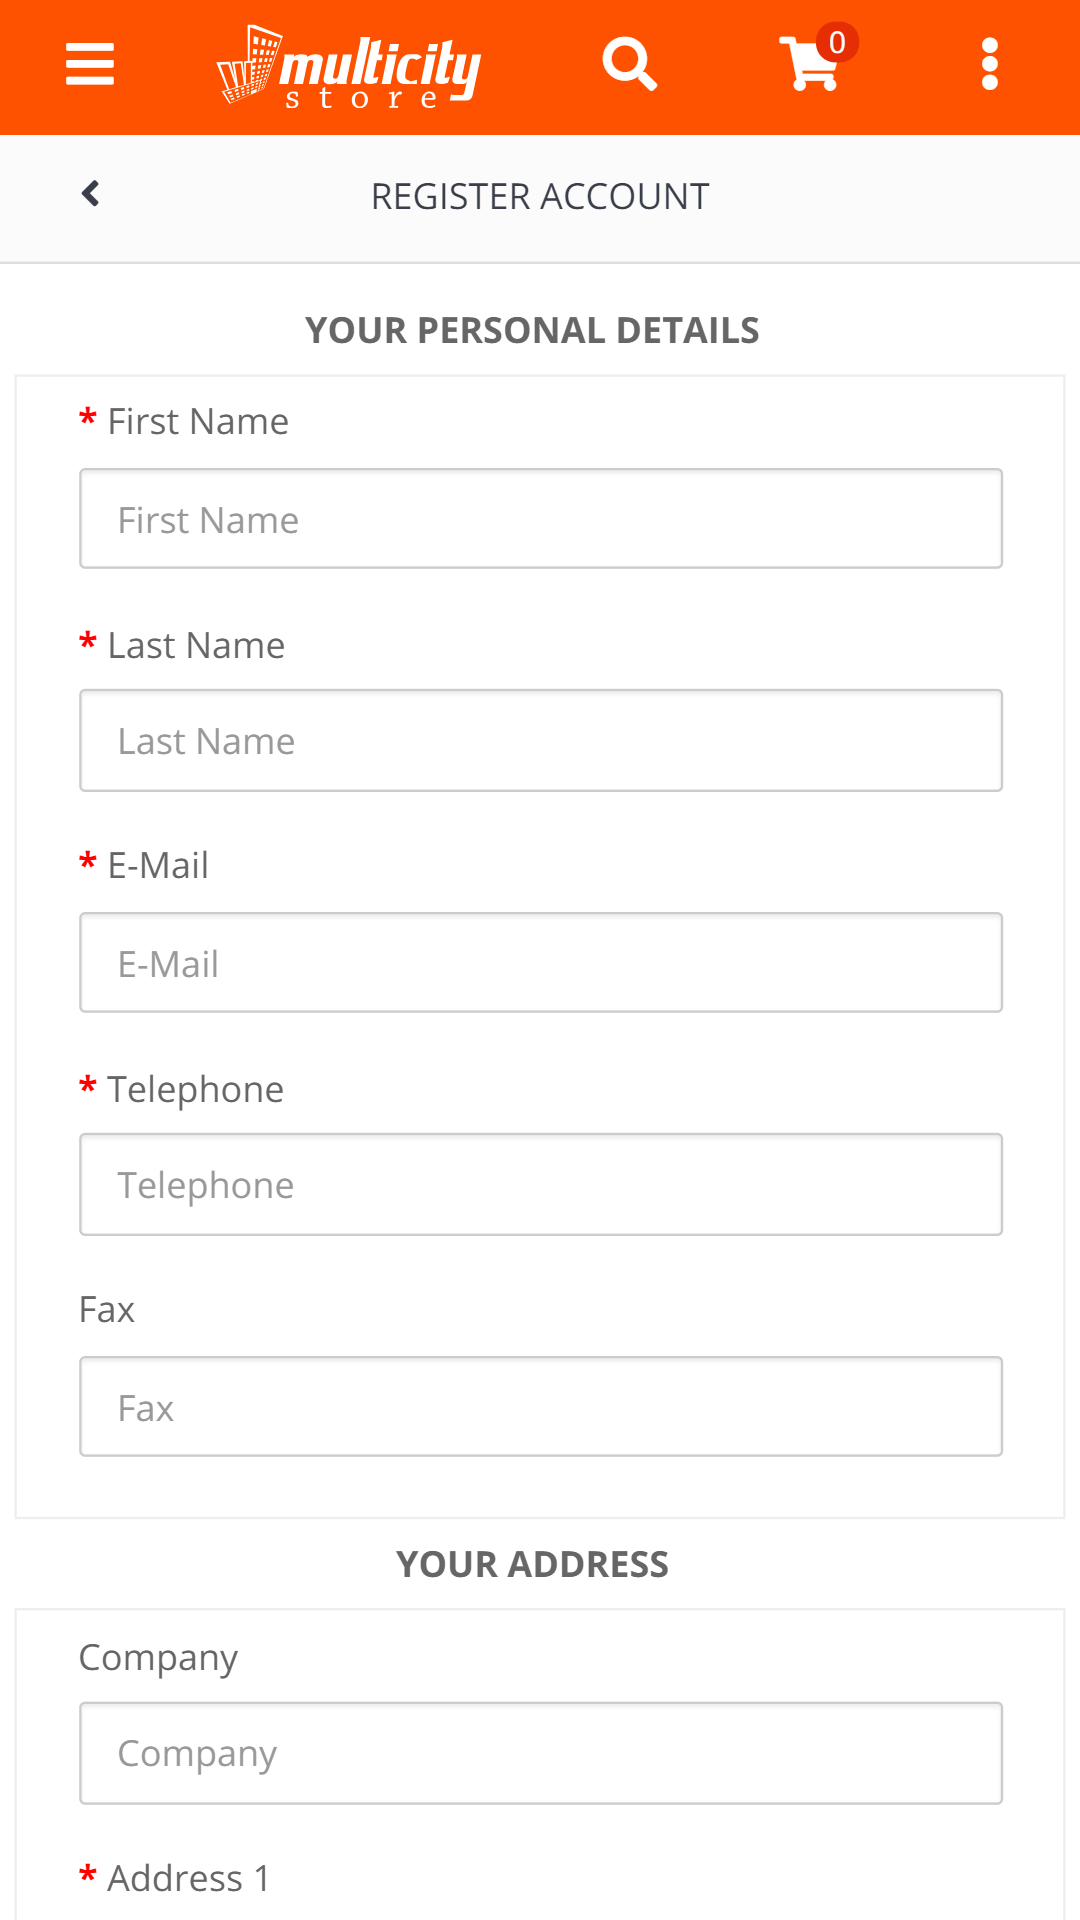 multicity
store
0
REGISTER ACCOUNT
YOUR PERSONAL DETAILS
* First Name
First Name
* Last Name
Last Name
* E-Mail
E-Mail
* Telephone
Telephone
Fax
Fax
YOUR ADDRESS
Company
Company
* Address 1